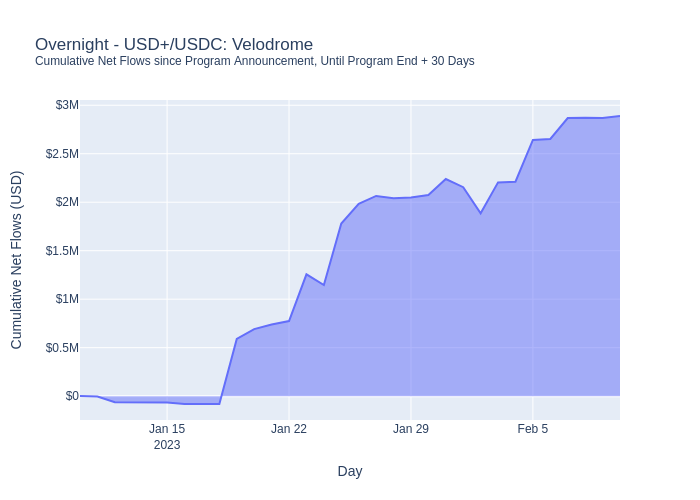 Overnight - USD+/USDC: Velodrome
Cumulative Net Flows since Program Announcement, Until Program End + 30 Days
$3M
$2.5M
$2M
$1.5M
$1M
$0.5M
$0
Cumulative Net Flows (USD)
Jan 15 Jan 22 Jan 29 Feb 5
2023
Day